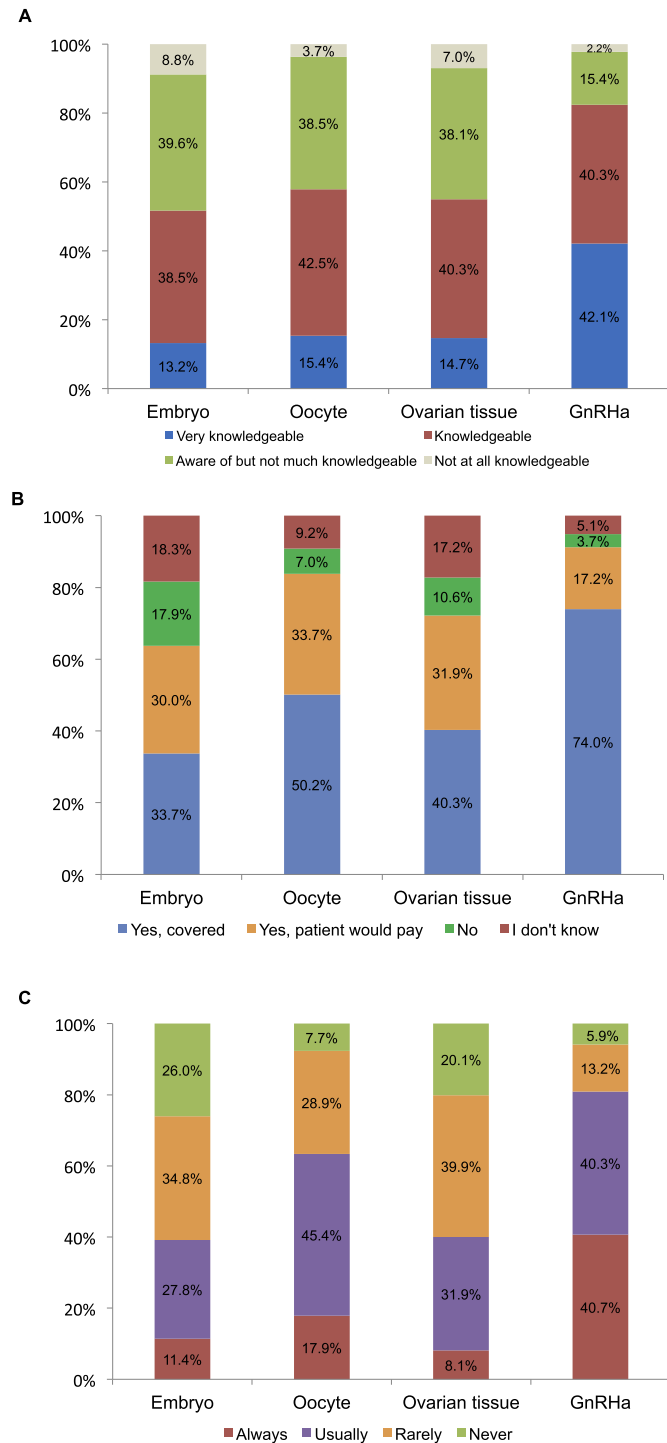 A
100%
8.8% 3.7% 7.0% 2.2%
15.4%
80%
39.6% 38.5% 38.1%
60%
40.3%
40%
38.5% 42.5% 40.3%
42.1%
20%
13.2% 15.4% 14.7%
0%
Embryo Oocyte Ovarian tissue GnRHa
Very knowledgeable Knowledgeable
Aware of but not much knowledgeable Not at all knowledgeable
B
100%
18.3% 9.2% 17.2% 5.1%
7.0% 3.7%
80%
17.9% 10.6% 17.2%
33.7%
60%
30.0% 31.9%
40%
74.0%
50.2%
20%
33.7% 40.3%
0%
Embryo Oocyte Ovarian tissue GnRHa
Yes, covered Yes, patient would pay No I don't know
C
100%
26.0% 7.7% 20.1% 5.9%
13.2%
80%
28.9%
60%
34.8% 39.9% 40.3%
40%
45.4%
27.8% 31.9%
20%
40.7%
11.4% 17.9% 8.1%
0%
Embryo Oocyte Ovarian tissue GnRHa
Always Usually Rarely Never